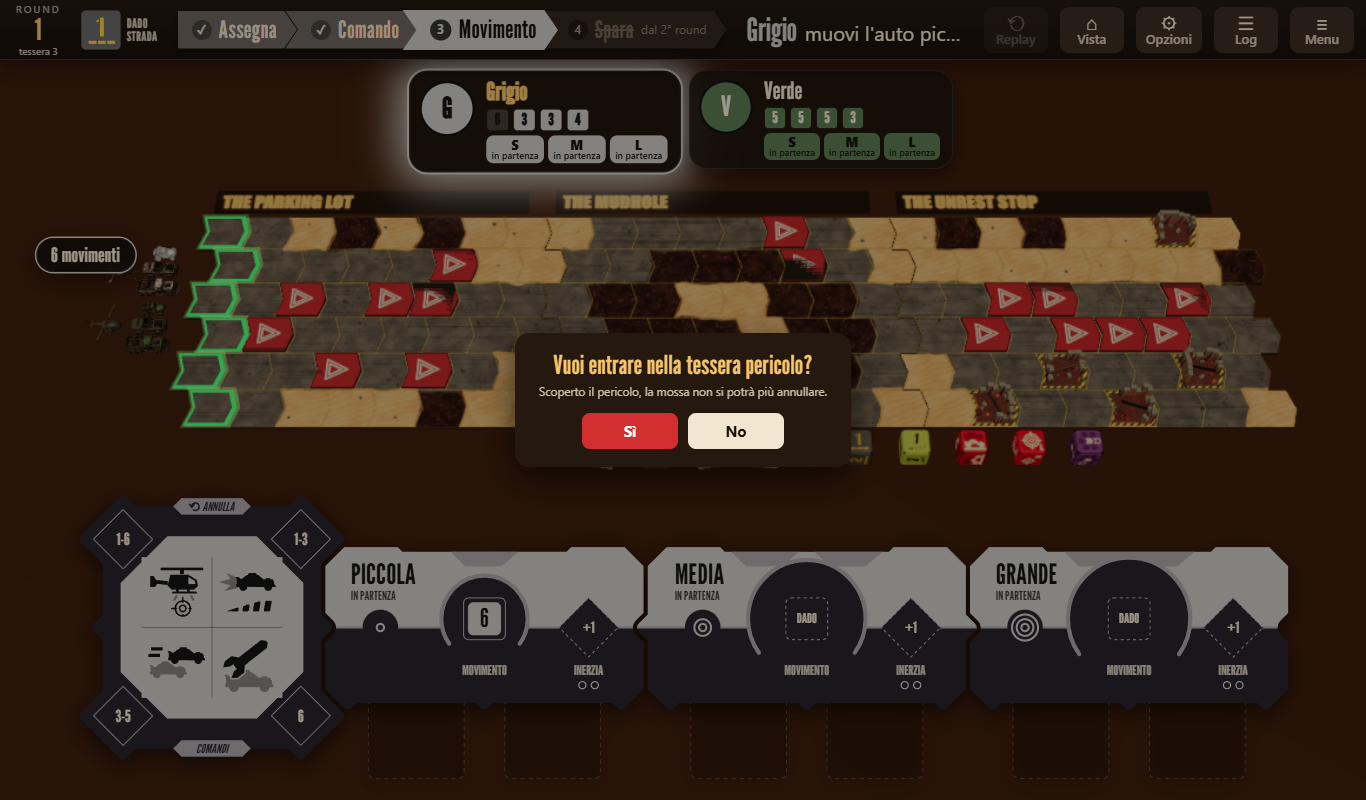 ROUND
1
tessera 3
1
DADO
STRADA
Assegna
Comando
3 Movimento
4 Sparo dal 2° round
Grigio muovi l'auto pic...
Replay
Vista
Opzioni
Log
Menu
G
Grigio
6 3 3 4
S
in partenza
M
in partenza
L
in partenza
V
Verde
5 5 5 3
S
in partenza
M
in partenza
L
in partenza
THE PARKING LOT
THE MUDHOLE
THE UNREST STOP
6 movimenti
Vuoi entrare nella tessera pericolo?
Scoperto il pericolo, la mossa non si potrà più annullare.
Sì
No
1
1
ANNULLA
1-6
1-3
3-5
6
COMANDI
PICCOLA
IN PARTENZA
6
MOVIMENTO
+1
INERZIA
MEDIA
IN PARTENZA
DADO
MOVIMENTO
+1
INERZIA
GRANDE
IN PARTENZA
DADO
MOVIMENTO
+1
INERZIA